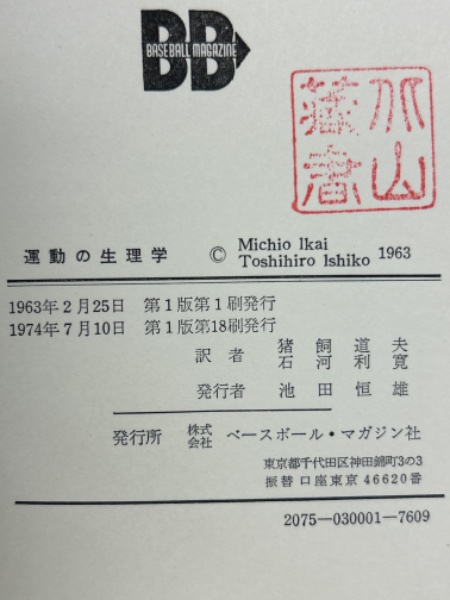 BB
BASEBALL MAGAZINE
小山
蔵書
運動の生理学 © Michio Ikai
Toshihiro Ishiko 1963
1963年2月25日 第1版第1刷発行
1974年7月10日 第1版第18刷発行
訳者 猪飼道夫
石河利寛
発行者 池田恒雄
発行所 株式会社 ベースボール・マガジン社
東京都千代田区神田錦町3の3
振替口座東京46620番
2075—030001—7609